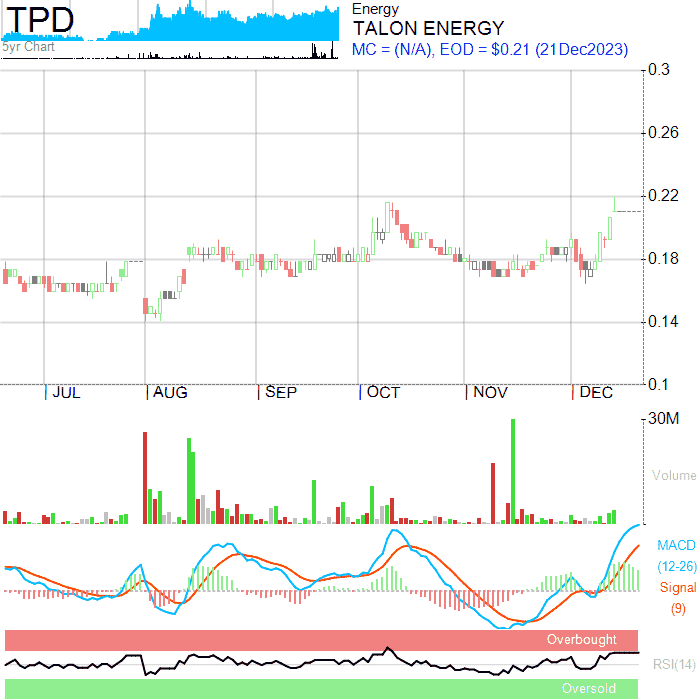 TPD
5yr Chart
Energy
TALON ENERGY
MC = (N/A), EOD = $0.21 (21Dec2023)
0.3
0.26
0.22
0.18
0.14
0.1
JUL AUG SEP OCT NOV DEC
30M
Volume
MACD
(12-26)
Signal
(9)
Overbought
RSI(14)
Oversold